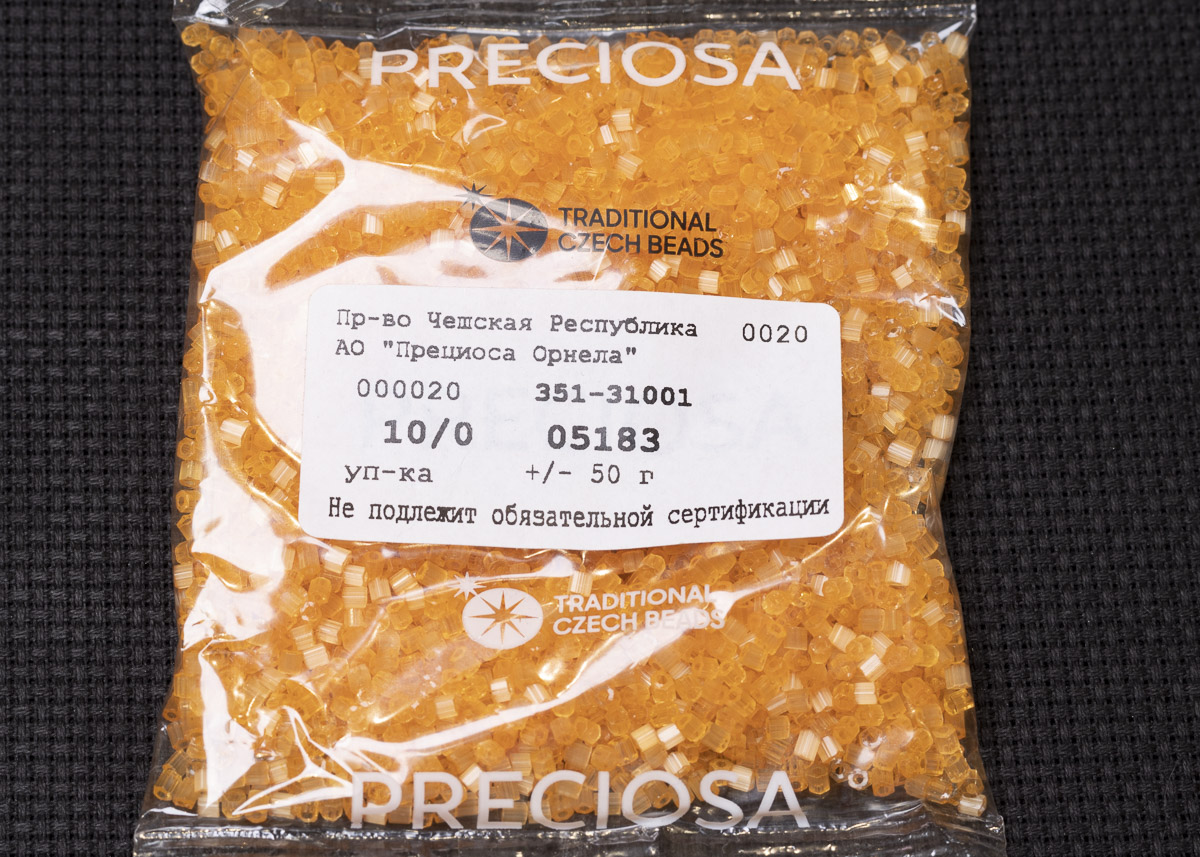 PRECIOSA
TRADITIONAL
CZECH BEADS
Пр-во Чешская Республика 0020
АО "Прециоса Орнела"
000020 351-31001
10/0 05183
уп-ка +/- 50 г
Не подлежит обязательной сертификации
TRADITIONAL
CZECH BEADS
PRECIOSA